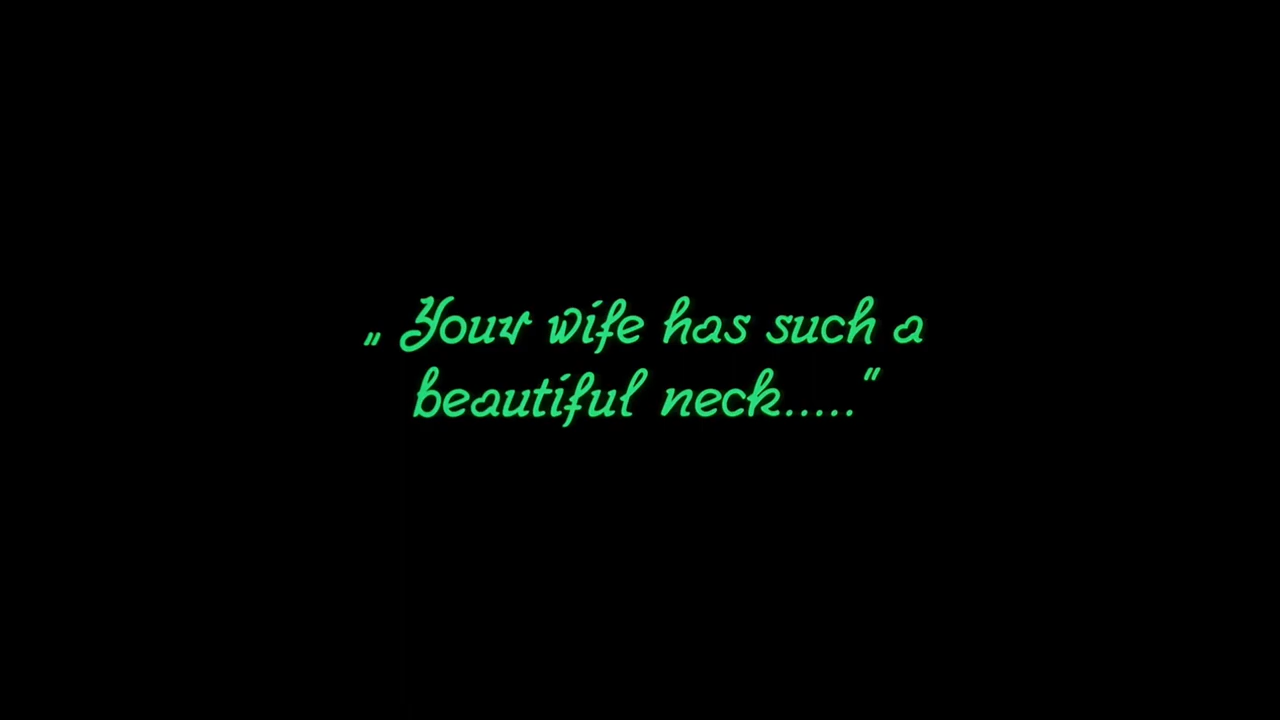 „ Your wife has such a
beautiful neck....."